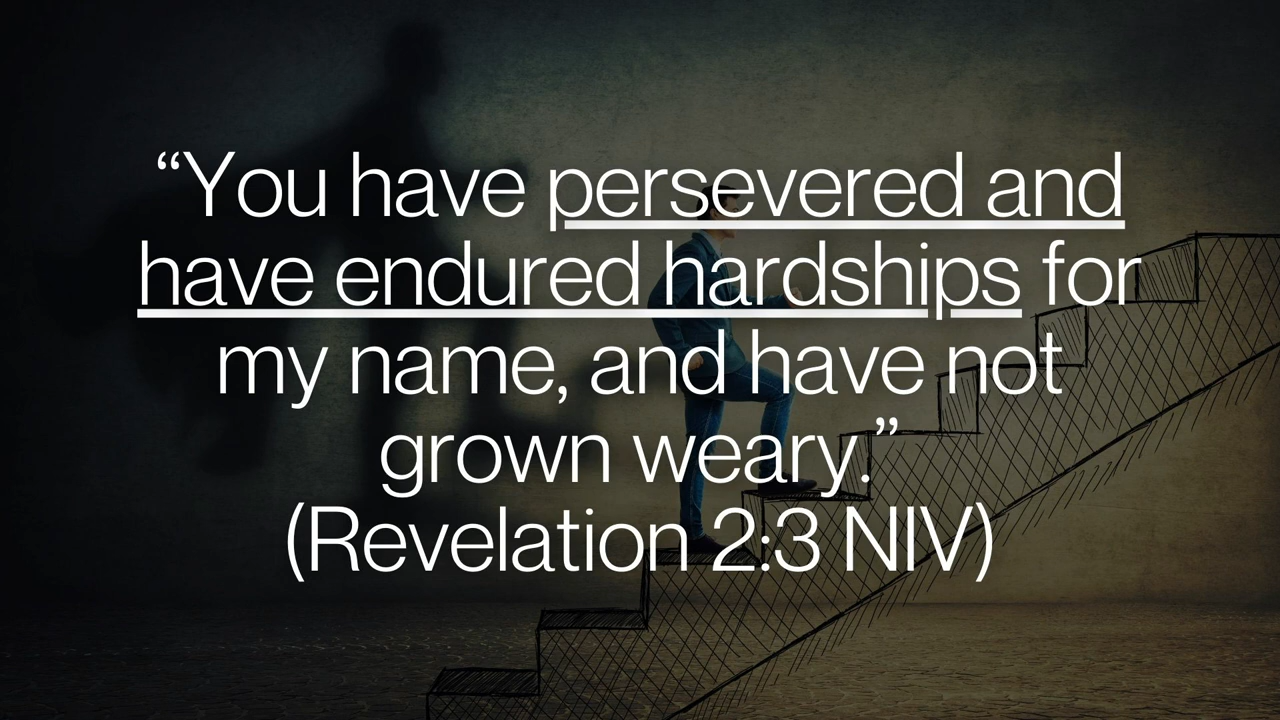 “You have persevered and
have endured hardships for
my name, and have not
grown weary.”
(Revelation 2:3 NIV)